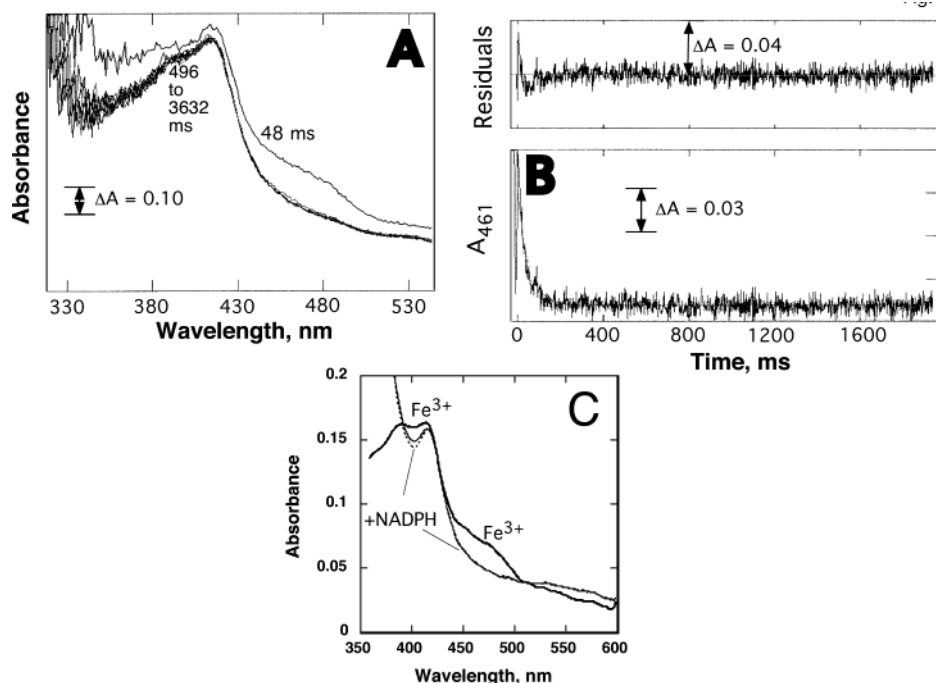 A
496
to
3632
ms
48 ms
ΔA = 0.10
Absorbance
330
380
430
480
530
Wavelength, nm
ΔA = 0.04
Residuals
B
ΔA = 0.03
A461
0
400
800
1200
1600
Time, ms
0.2
C
Fe3+
0.15
0.1
+NADPH
Fe3+
0.05
0
Absorbance
350
400
450
500
550
600
Wavelength, nm